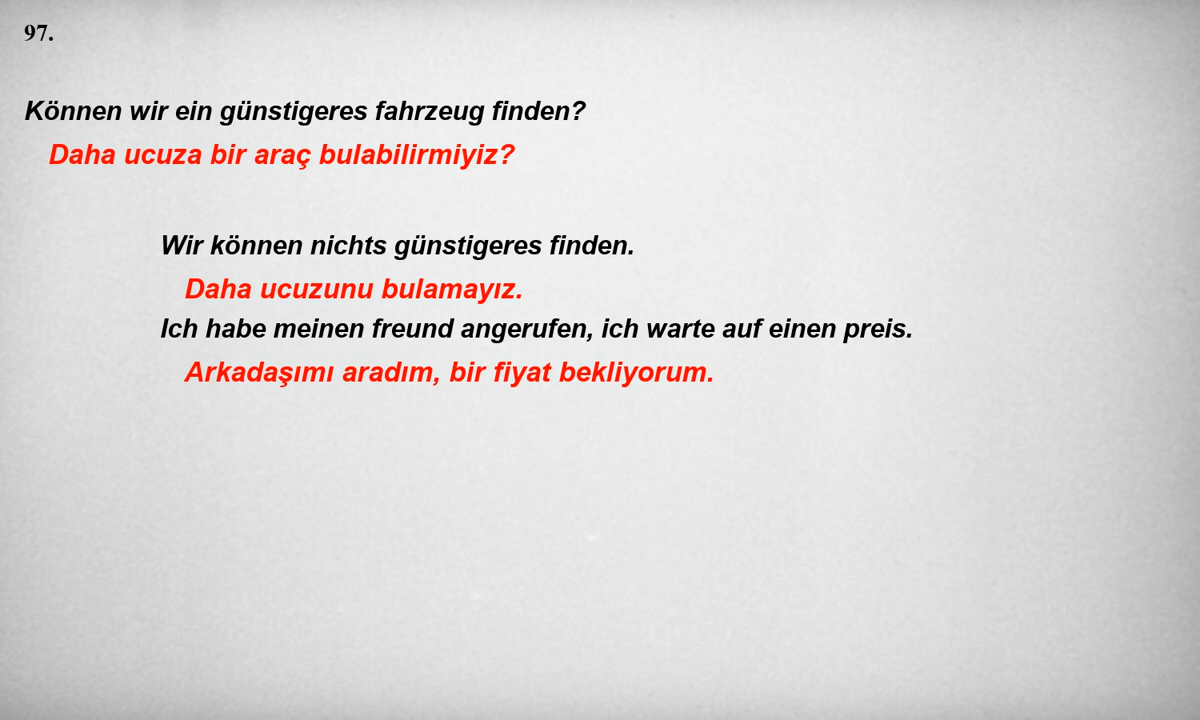 97.
Können wir ein günstigeres fahrzeug finden?
Daha ucuza bir araç bulabilirmiyiz?
Wir können nichts günstigeres finden.
Daha ucuzunu bulamayız.
Ich habe meinen freund angerufen, ich warte auf einen preis.
Arkadaşımı aradım, bir fiyat bekliyorum.